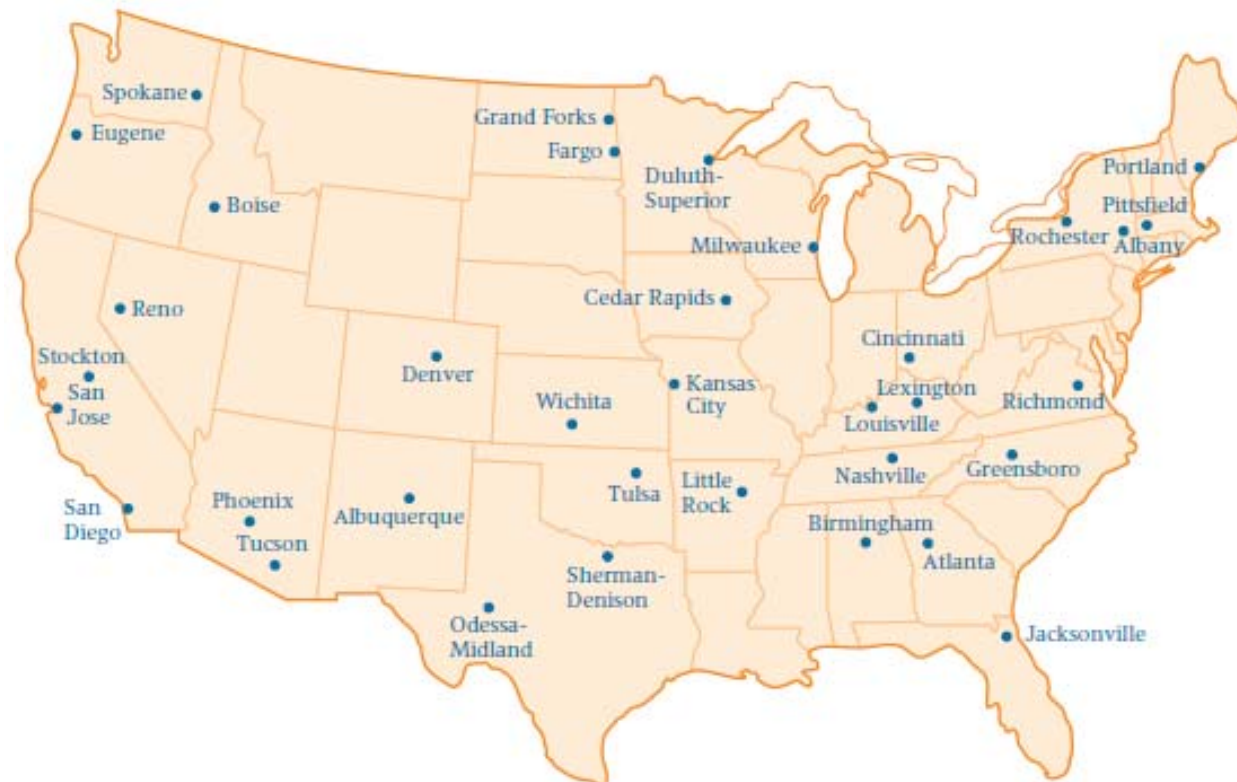 Spokane
Grand Forks
Eugene
Fargo
Portland
Duluth-
Superior
Boise
Pittsfield
Rochester
Albany
Milwaukee
Cedar Rapids
Reno
Cincinnati
Stockton
San
Jose
Denver
Kansas
City
Lexington
Wichita
Richmond
Louisville
Nashville
Greensboro
Tulsa
Little
Rock
San
Diego
Phoenix
Albuquerque
Tucson
Birmingham
Atlanta
Sherman-
Denison
Odessa-
Midland
Jacksonville